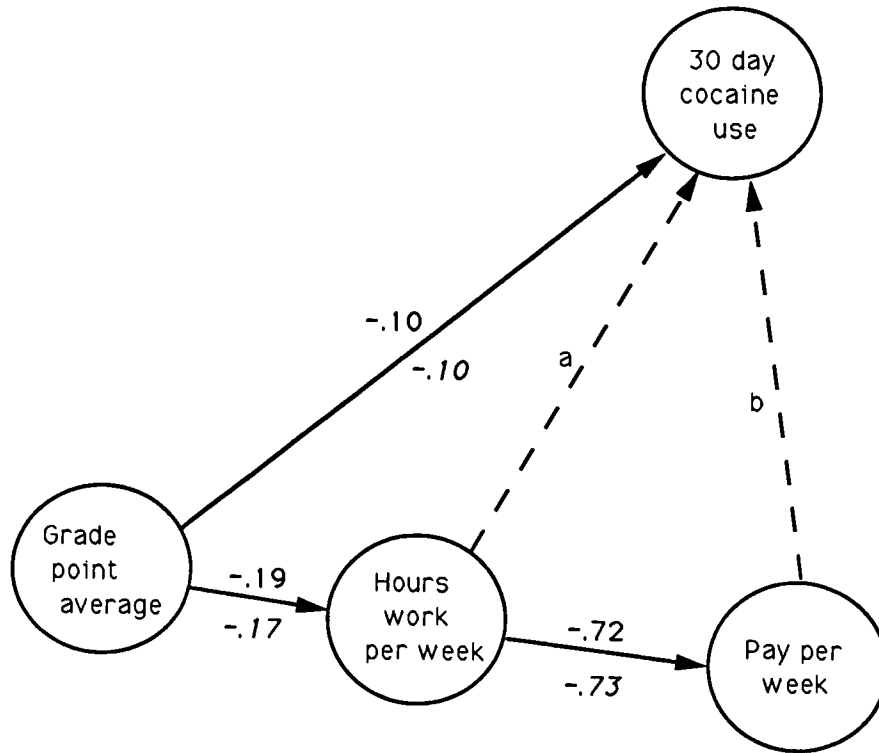 30 day
cocaine
use
-.10
-.10
a
b
Grade
point
average
-.19
-.17
Hours
work
per week
-.72
-.73
Pay per
week